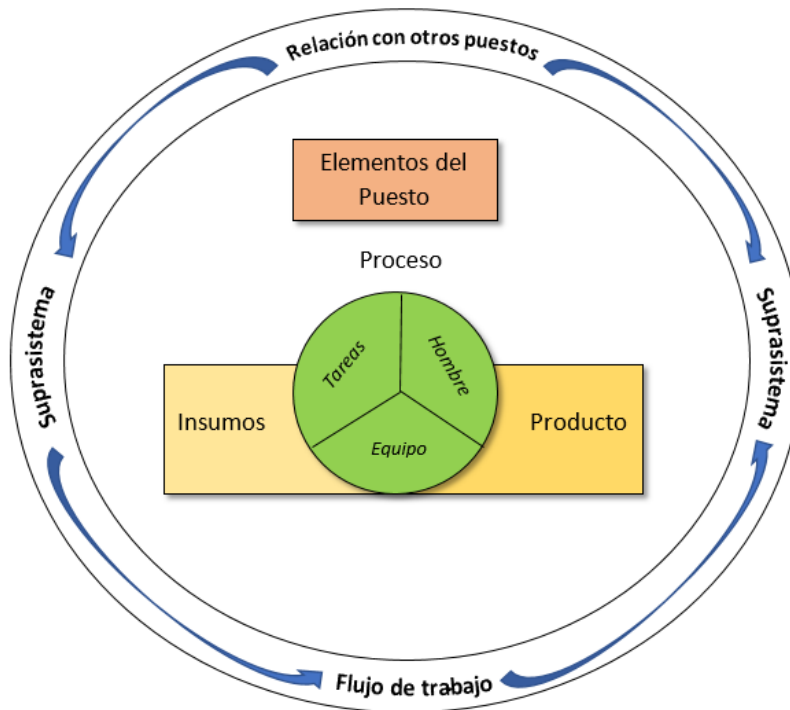 Relación con otros puestos
Elementos del
Puesto
Proceso
Suprasistema
Suprasistema
Tareas
Hombre
Insumos
Producto
Equipo
Flujo de trabajo